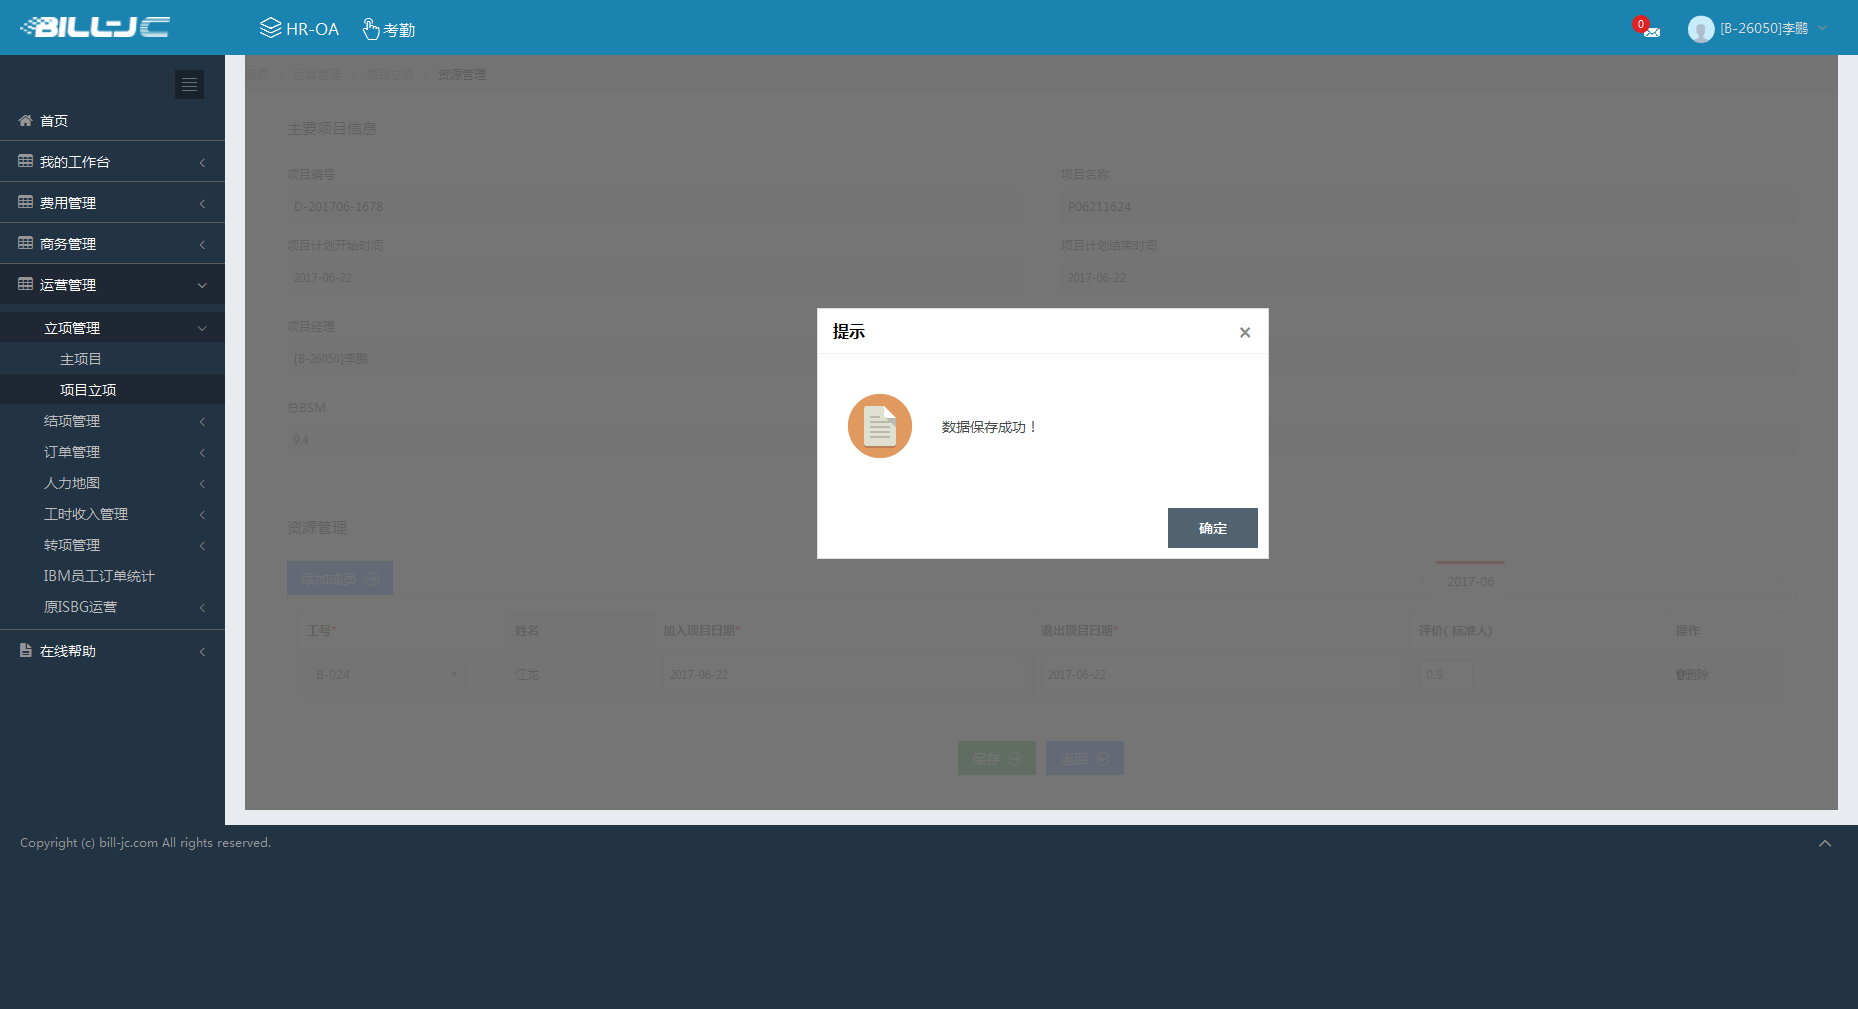 BILL-JC
HR-OA
考勤
0
[B-26050]李鹏
首页
我的工作台
费用管理
商务管理
运营管理
立项管理
主项目
项目立项
结项管理
订单管理
人力地图
工时收入管理
转项管理
IBM员工订单统计
原ISBG运营
在线帮助
首页 运营管理 项目立项 资源管理
主要项目信息
项目编号 项目名称
D-201706-1678 P06211624
项目计划开始时间 项目计划结束时间
2017-06-22 2017-06-22
项目经理
[B-26050]李鹏
总BSM
9.4
提示
×
数据保存成功！
确定
资源管理
添加成员
2017-06
工号* 姓名 加入项目日期* 退出项目日期* 评价( 标准人) 操作
B-024 江龙 2017-06-22 2017-06-22 0.9 删除
保存 返回
Copyright (c) bill-jc.com All rights reserved.